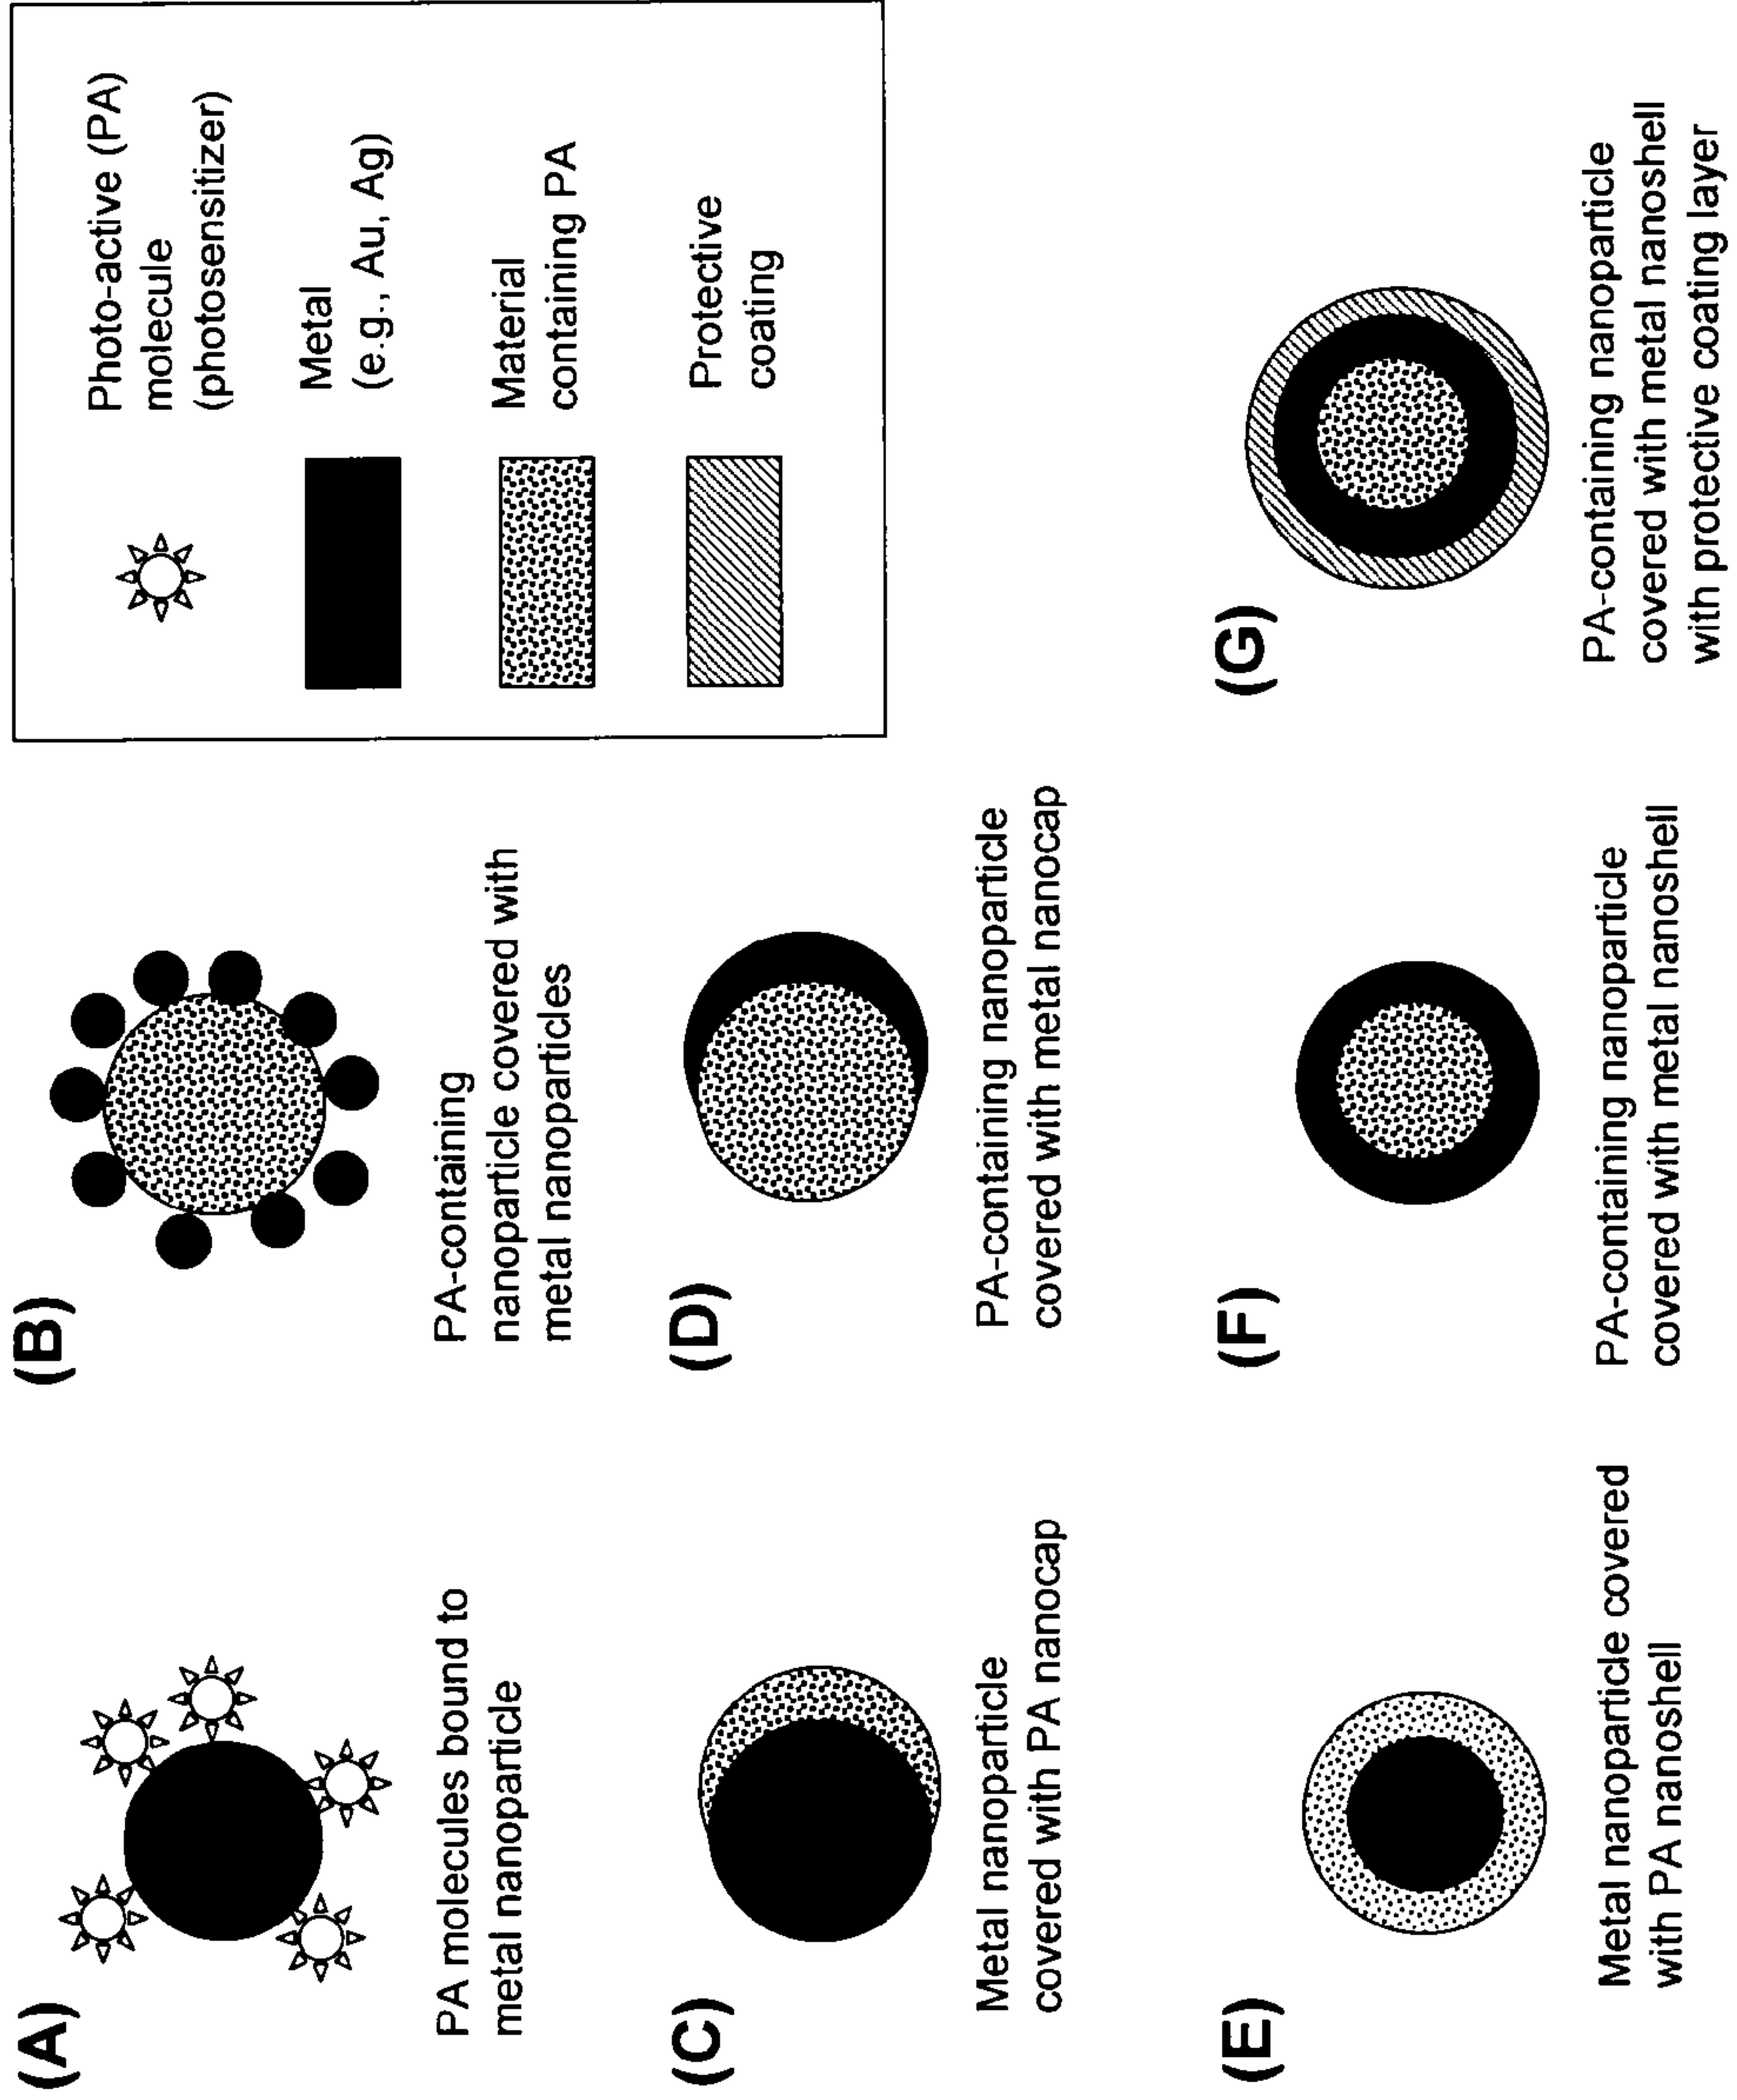 (A)
PA molecules bound to
metal nanoparticle
(B)
PA-containing
nanoparticle covered with
metal nanoparticles
Photo-active (PA)
molecule
(photosensitizer)
Metal
(e.g., Au, Ag)
Material
containing PA
Protective
coating
(C)
Metal nanoparticle
covered with PA nanocap
(D)
PA-containing nanoparticle
covered with metal nanocap
(E)
Metal nanoparticle covered
with PA nanoshell
(F)
PA-containing nanoparticle
covered with metal nanoshell
(G)
PA-containing nanoparticle
covered with metal nanoshell
with protective coating layer